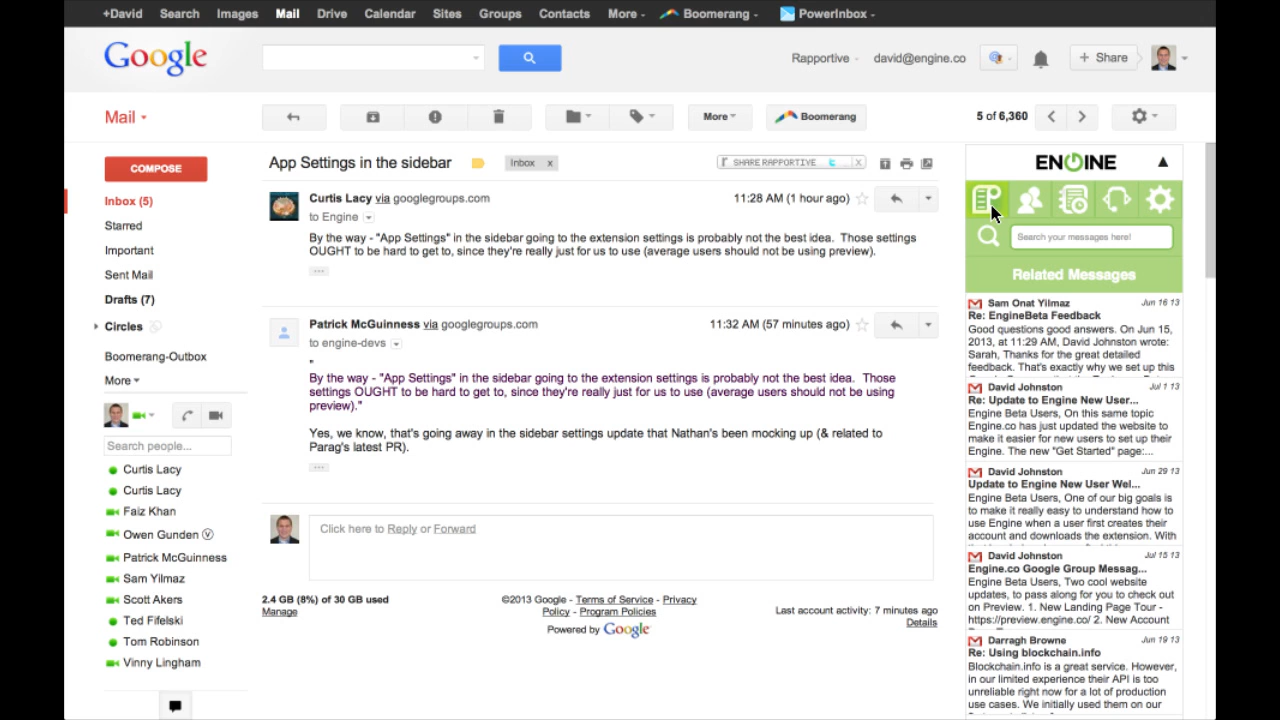 +David Search Images Mail Drive Calendar Sites Groups Contacts More Boomerang PowerInbox
Google
Rapportive david@engine.co + Share
Mail
More
Boomerang
5 of 6,360
COMPOSE
Inbox (5)
Starred
Important
Sent Mail
Drafts (7)
Circles
Boomerang-Outbox
More
Search people...
Curtis Lacy
Curtis Lacy
Faiz Khan
Owen Gunden V
Patrick McGuinness
Sam Yilmaz
Scott Akers
Ted Fifelski
Tom Robinson
Vinny Lingham
App Settings in the sidebar Inbox x
SHARE RAPPORTIVE t X
Curtis Lacy via googlegroups.com 11:28 AM (1 hour ago)
to Engine
By the way - "App Settings" in the sidebar going to the extension settings is probably not the best idea. Those settings
OUGHT to be hard to get to, since they're really just for us to use (average users should not be using preview).
...
Patrick McGuinness via googlegroups.com 11:32 AM (57 minutes ago)
to engine-devs
"
By the way - "App Settings" in the sidebar going to the extension settings is probably not the best idea. Those
settings OUGHT to be hard to get to, since they're really just for us to use (average users should not be using
preview)."
Yes, we know, that's going away in the sidebar settings update that Nathan's been mocking up (& related to
Parag's latest PR).
...
Click here to Reply or Forward
2.4 GB (8%) of 30 GB used
Manage
©2013 Google - Terms of Service - Privacy
Policy - Program Policies
Powered by Google
Last account activity: 7 minutes ago
Details
ENGINE
Search your messages here!
Related Messages
Sam Onat Yilmaz Jun 16 13
Re: EngineBeta Feedback
Good questions good answers. On Jun 15,
2013, at 11:29 AM, David Johnston wrote:
Sarah, Thanks for the great detailed
feedback. That's exactly why we set up this
David Johnston Jul 1 13
Re: Update to Engine New User...
Engine Beta Users, On this same topic
Engine.co has just updated the website to
make it easier for new users to set up their
Engine. The new "Get Started" page:...
David Johnston Jun 29 13
Update to Engine New User Wel...
Engine Beta Users, One of our big goals is
to make it really easy to understand how to
use Engine when a user first creates their
account and downloads the extension. With
David Johnston Jul 15 13
Engine.co Google Group Messag...
Engine Beta Users, Two cool website
updates, to pass along for you to check out
on Preview. 1. New Landing Page Tour -
https://preview.engine.co/ 2. New Account
Darragh Browne Jun 19 13
Re: Using blockchain.info
Blockchain.info is a great service. However,
in our limited experience their API is too
unreliable right now for a lot of production
use cases. We initially used them on our